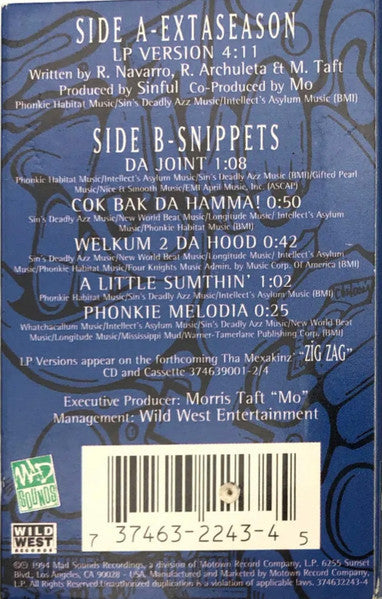 SIDE A-EXTASEASON
LP VERSION 4:11
Written by R. Navarro, R. Archuleta & M. Taft
Produced by Sinful Co-Produced by Mo
Phonkie Habitat Music/Sin's Deadly Azz Music/Intellect's Asylum Music (BMI)
SIDE B-SNIPPETS
DA JOINT 1:08
Phonkie Habitat Music/Intellect's Asylum Music/Sin's Deadly Azz Music (BMI)/Gifted Pearl
Music/Nice & Smooth Music/EMI April Music, Inc. (ASCAP)
COK BAK DA HAMMA! 0:50
Sin's Deadly Azz Music/New World Beat Music/Longitude Music/ Intellect's Asylum
Music/Phonkie Habitat Music (BMI)
WELKUM 2 DA HOOD 0:42
Sin's Deadly Azz Music/New World Beat Music/Longitude Music/ Intellect's Asylum
Music/Phonkie Habitat Music/Four Knights Music Admin. by Music Corp. Of America (BMI)
A LITTLE SUMTHIN' 1:02
Phonkie Habitat Music/Sin's Deadly Azz Music/Intellect's Asylum Music (BMI)
PHONKIE MELODIA 0:25
Whatchacallum Music/Intellect's Asylum Music/Sin's Deadly Azz Music/New World Beat
Music/Longitude Music/Mississippi Mud/Warner-Tamerlane Publishing Corp. (BMI)
LP Versions appear on the forthcoming Tha Mexakinz' "ZIG ZAG"
CD and Cassette 374639001-2/4
Executive Producer: Morris Taft "Mo"
Management: Wild West Entertainment
MAD
SOUNDS
WILD
WEST
RECORDS
7 37463-2243-4 5
℗© 1994 Mad Sounds Recordings, a division of Motown Record Company, L.P. 6255 Sunset
Blvd., Los Angeles, CA 90028 - USA. Manufactured and Marketed by Motown Record Company,
L.P. All Rights Reserved. Unauthorized duplication is a violation of applicable laws. 374632243-4